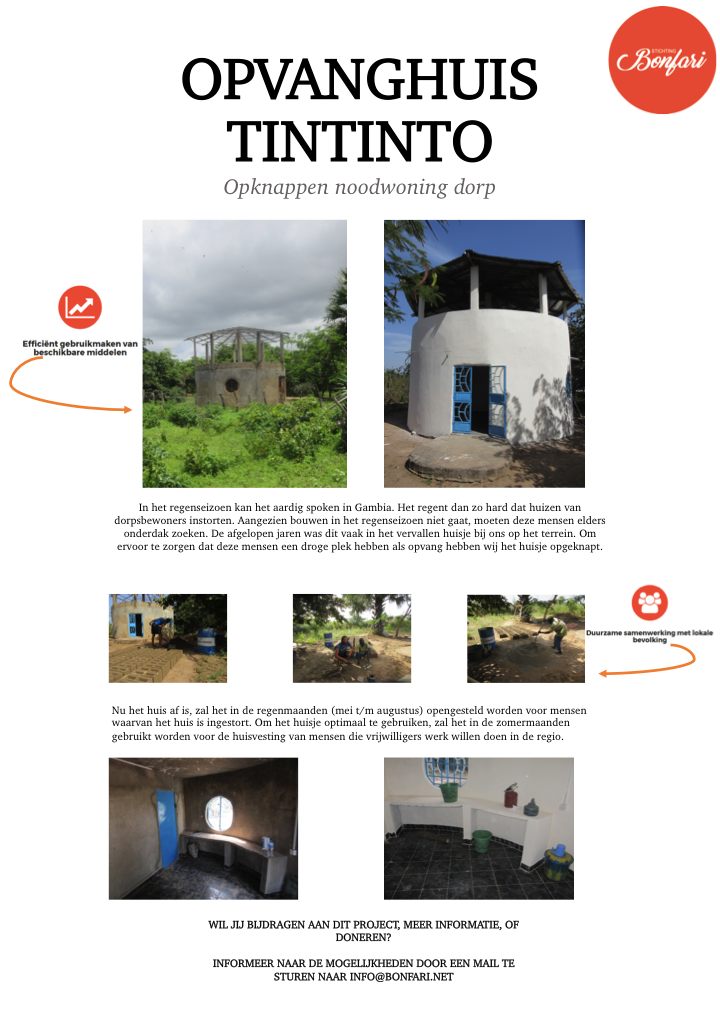 STICHTING
Bonfari
OPVANGHUIS
TINTINTO
Opknappen noodwoning dorp
Efficiënt gebruikmaken van
beschikbare middelen
In het regenseizoen kan het aardig spoken in Gambia. Het regent dan zo hard dat huizen van
dorpsbewoners instorten. Aangezien bouwen in het regenseizoen niet gaat, moeten deze mensen elders
onderdak zoeken. De afgelopen jaren was dit vaak in het vervallen huisje bij ons op het terrein. Om
ervoor te zorgen dat deze mensen een droge plek hebben als opvang hebben wij het huisje opgeknapt.
Duurzame samenwerking met lokale
bevolking
Nu het huis af is, zal het in de regenmaanden (mei t/m augustus) opengesteld worden voor mensen
waarvan het huis is ingestort. Om het huisje optimaal te gebruiken, zal het in de zomermaanden
gebruikt worden voor de huisvesting van mensen die vrijwilligers werk willen doen in de regio.
WIL JIJ BIJDRAGEN AAN DIT PROJECT, MEER INFORMATIE, OF
DONEREN?
INFORMEER NAAR DE MOGELIJKHEDEN DOOR EEN MAIL TE
STUREN NAAR INFO@BONFARI.NET